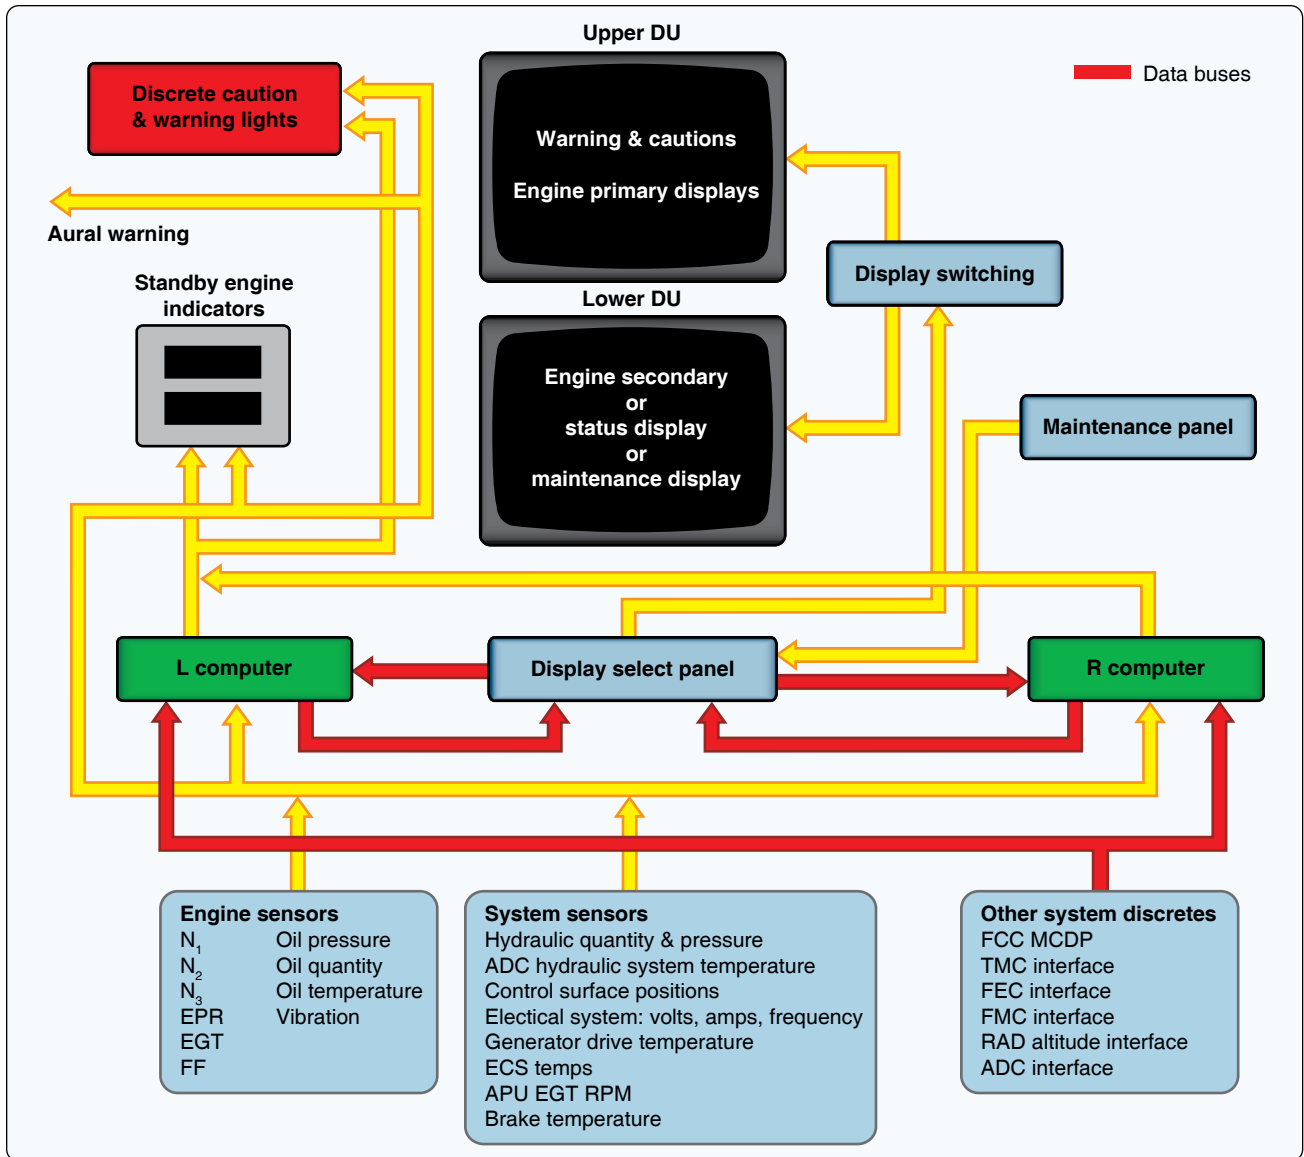 Upper DU
Data buses
Discrete caution
& warning lights
Warning & cautions
Engine primary displays
Aural warning
Display switching
Standby engine
indicators
Lower DU
Engine secondary
or
status display
or
maintenance display
Maintenance panel
L computer
Display select panel
R computer
Engine sensors
N1 Oil pressure
N2 Oil quantity
N3 Oil temperature
EPR Vibration
EGT
FF
System sensors
Hydraulic quantity & pressure
ADC hydraulic system temperature
Control surface positions
Electical system: volts, amps, frequency
Generator drive temperature
ECS temps
APU EGT RPM
Brake temperature
Other system discretes
FCC MCDP
TMC interface
FEC interface
FMC interface
RAD altitude interface
ADC interface